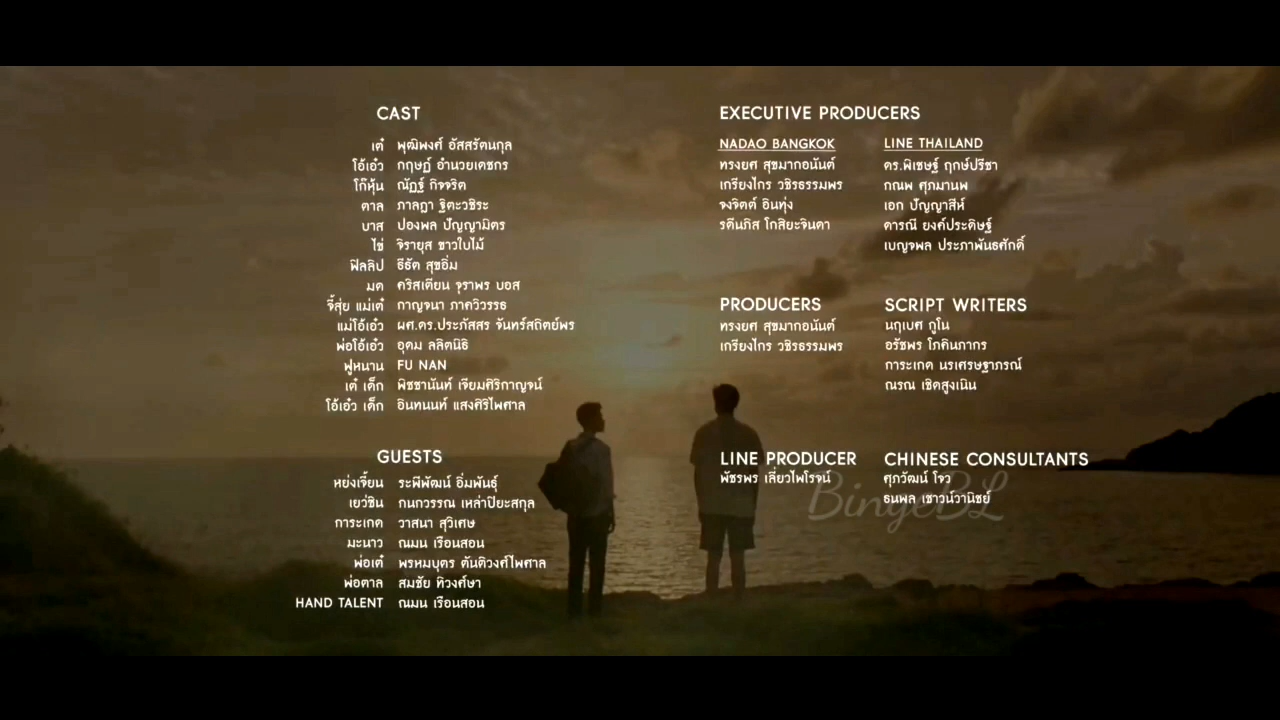 CAST
เต๋ พุฒิพงศ์ อัสสรัตนกุล
โอ้เอ๋ว กฤษฏ์ อำนวยเดชกร
โก๊หุ้น ณัฏฐ์ กิจจริต
ตาล ภาลฎา ฐิตะวชิระ
บาส ปองพล ปัญญามิตร
ไข่ จิรายุส ขาวใบไม้
ฟิลลิป ธีธัต สุขอิ่ม
มด คริสเตียน จุราพร บอส
จี้สุ่ย แม่เต๋ กาญจนา ภาควิวรรธ
แม่โอ้เอ๋ว ผศ.ดร.ประภัสสร จันทร์สถิตย์พร
พ่อโอ้เอ๋ว อุดม ลลิตนิธิ
ฟูหนาน FU NAN
เต๋ เด็ก พิชชานันท์ เจียมศิริกาญจน์
โอ้เอ๋ว เด็ก อินทนนท์ แสงศิริไพศาล
GUESTS
หย่งเจี้ยน ระพีพัฒน์ อิ่มพันธุ์
เยว่ชิน กนกวรรณ เหล่าปิยะสกุล
การะเกด วาสนา สุวิเศษ
มะนาว ณมน เรือนสอน
พ่อเต๋ พรหมบุตร ตันติวงศ์ไพศาล
พ่อตาล สมชัย ทิวงศ์ษา
HAND TALENT ณมน เรือนสอน
EXECUTIVE PRODUCERS
NADAO BANGKOK
ทรงยศ สุขมากอนันต์
เกรียงไกร วชิรธรรมพร
จงจิตต์ อินทุ่ง
รดีนภิส โกสิยะจินดา
LINE THAILAND
ดร.พิเชษฐ์ ฤกษ์ปรีชา
กณพ ศุภมานพ
เอก ปัญญาสีห์
ดารณี ยงค์ประดิษฐ์
เบญจพล ประภาพันธศักดิ์
PRODUCERS
ทรงยศ สุขมากอนันต์
เกรียงไกร วชิรธรรมพร
SCRIPT WRITERS
นฤเบศ กูโน
อรัชพร โภคินภากร
การะเกด นรเศรษฐาภรณ์
ณรณ เชิดสูงเนิน
LINE PRODUCER
พัชรพร เลี่ยวไพโรจน์
CHINESE CONSULTANTS
ศุภวัฒน์ โจว
ธนพล เชาวน์วานิชย์
BingeBL